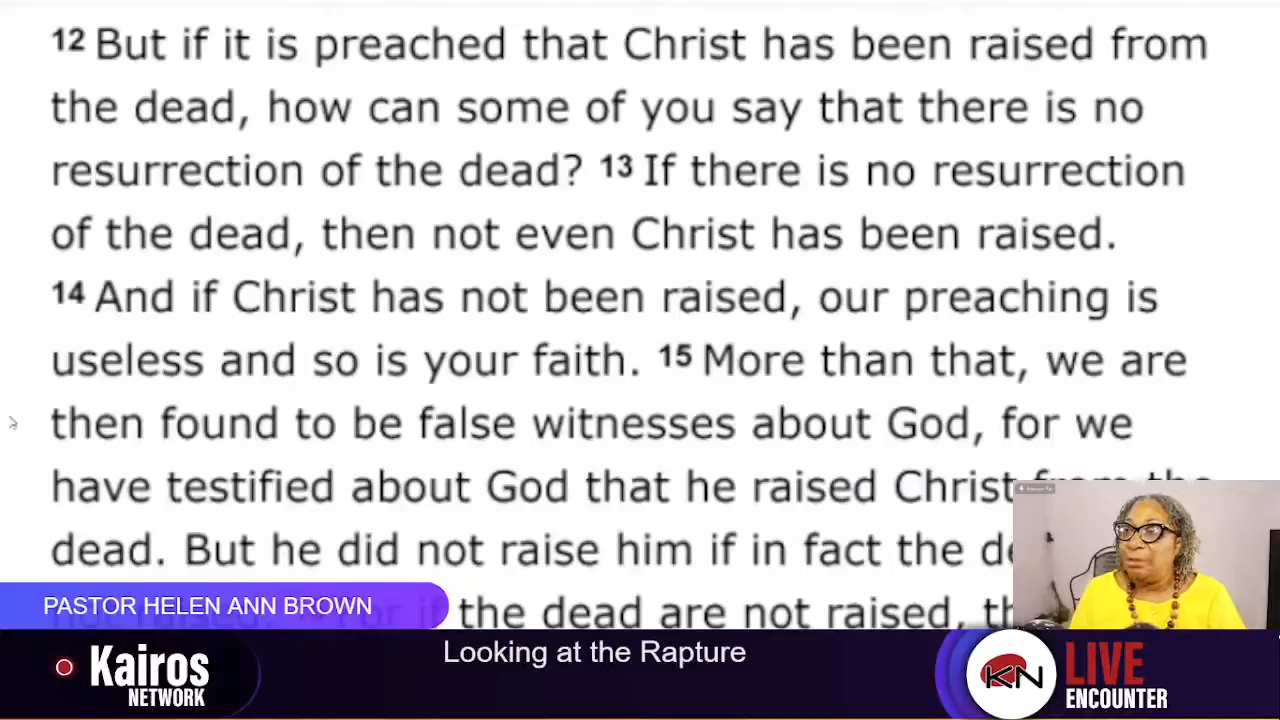 12 But if it is preached that Christ has been raised from
the dead, how can some of you say that there is no
resurrection of the dead? 13 If there is no resurrection
of the dead, then not even Christ has been raised.
14 And if Christ has not been raised, our preaching is
useless and so is your faith. 15 More than that, we are
then found to be false witnesses about God, for we
have testified about God that he raised Christ from the
dead. But he did not raise him if in fact the
the dead are not raised,
PASTOR HELEN ANN BROWN
Looking at the Rapture
Kairos
NETWORK
KN
LIVE
ENCOUNTER